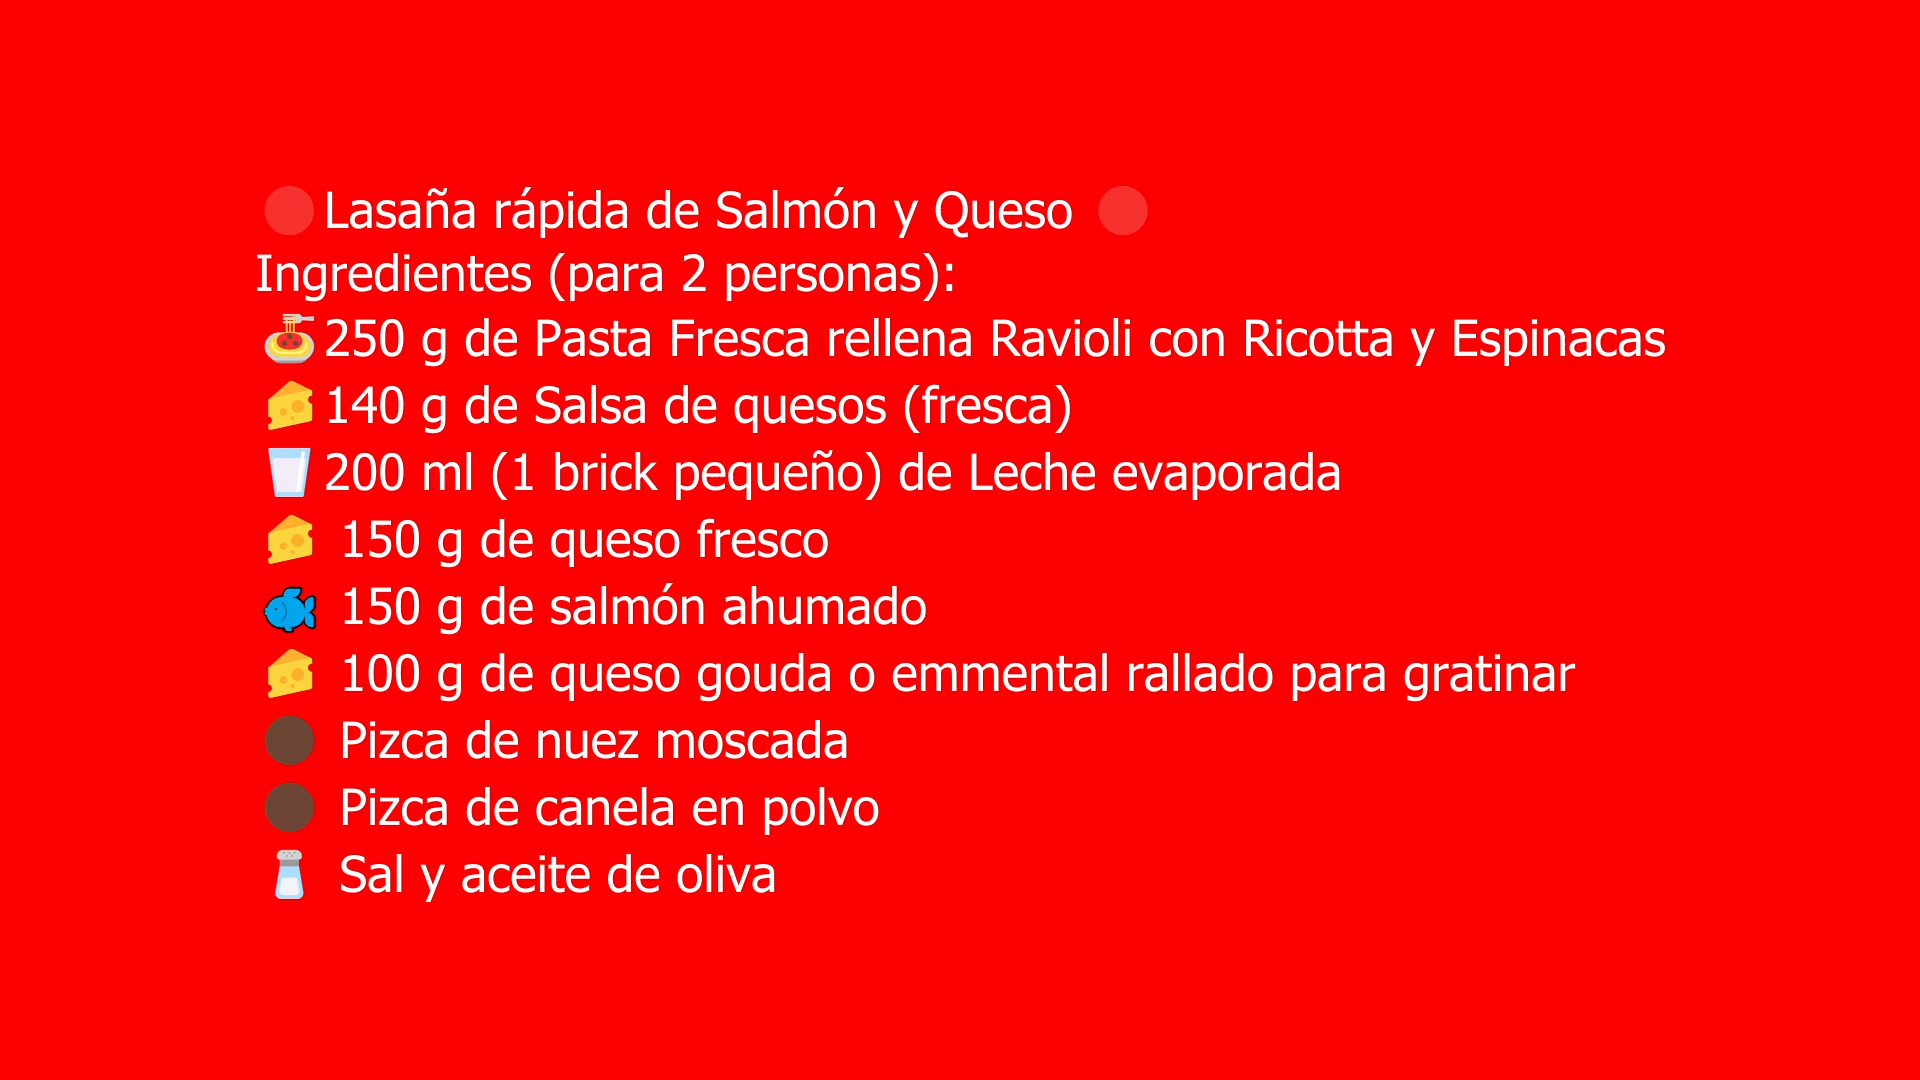 🔴Lasaña rápida de Salmón y Queso 🔴
Ingredientes (para 2 personas):
🍝250 g de Pasta Fresca rellena Ravioli con Ricotta y Espinacas
🧀140 g de Salsa de quesos (fresca)
🥛200 ml (1 brick pequeño) de Leche evaporada
🧀 150 g de queso fresco
🐟 150 g de salmón ahumado
🧀 100 g de queso gouda o emmental rallado para gratinar
🟤 Pizca de nuez moscada
🟤 Pizca de canela en polvo
🧂 Sal y aceite de oliva